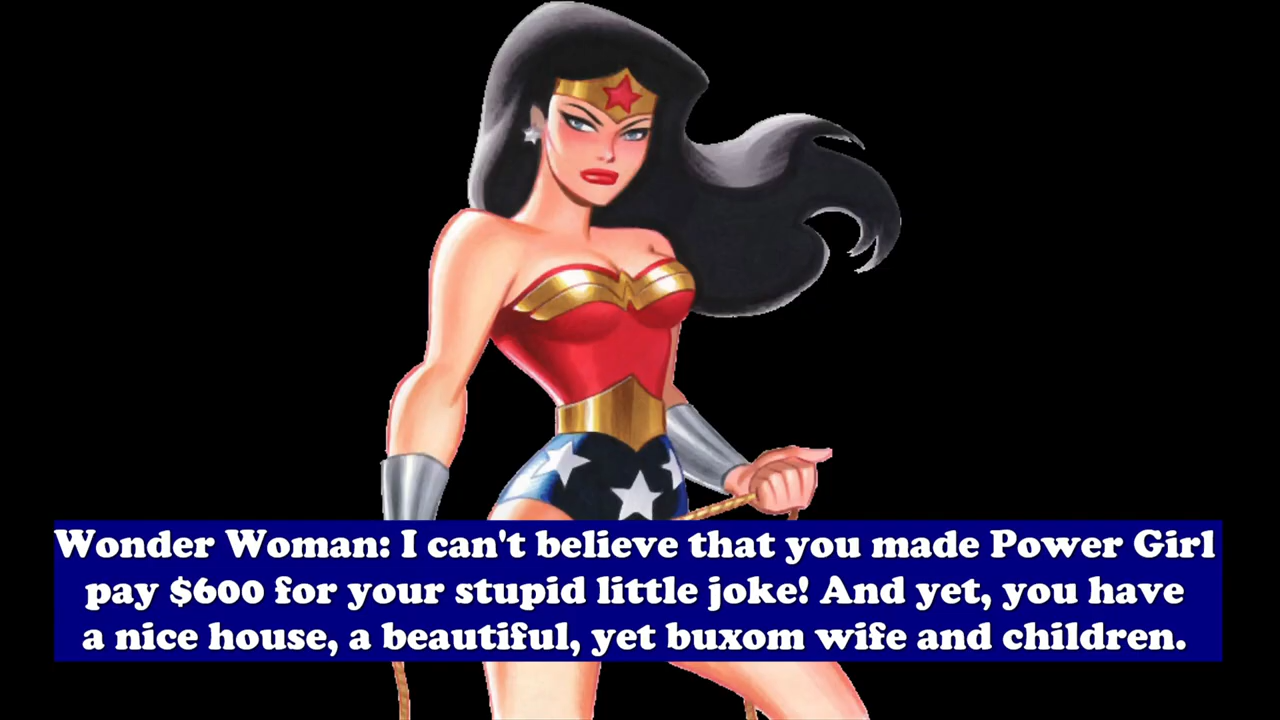 Wonder Woman: I can't believe that you made Power Girl
pay $600 for your stupid little joke! And yet, you have
a nice house, a beautiful, yet buxom wife and children.